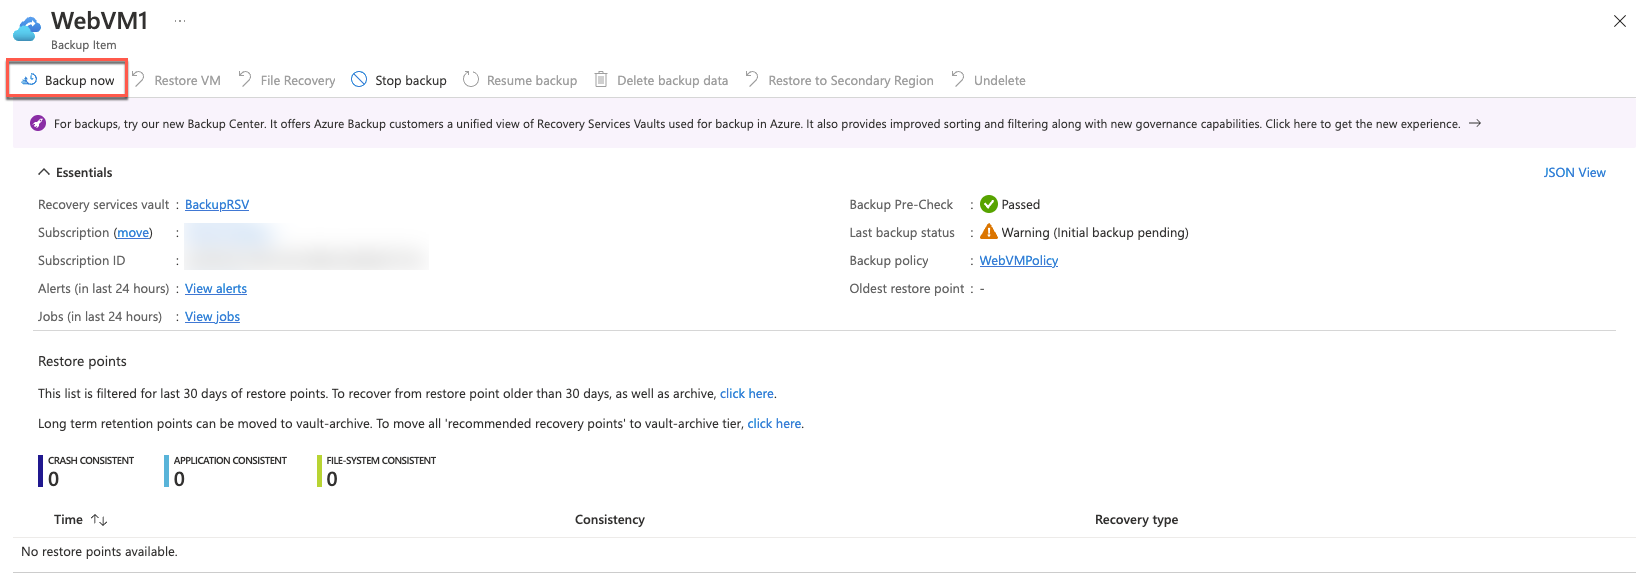 WebVM1 ...
Backup Item
Backup now Restore VM File Recovery Stop backup Resume backup Delete backup data Restore to Secondary Region Undelete
For backups, try our new Backup Center. It offers Azure Backup customers a unified view of Recovery Services Vaults used for backup in Azure. It also provides improved sorting and filtering along with new governance capabilities. Click here to get the new experience. →
Essentials JSON View
Recovery services vault : BackupRSV Backup Pre-Check : Passed
Subscription (move) : Last backup status : Warning (Initial backup pending)
Subscription ID : Backup policy : WebVMPolicy
Alerts (in last 24 hours) : View alerts Oldest restore point : -
Jobs (in last 24 hours) : View jobs
Restore points
This list is filtered for last 30 days of restore points. To recover from restore point older than 30 days, as well as archive, click here.
Long term retention points can be moved to vault-archive. To move all 'recommended recovery points' to vault-archive tier, click here.
CRASH CONSISTENT APPLICATION CONSISTENT FILE-SYSTEM CONSISTENT
0 0 0
Time ↑↓ Consistency Recovery type
No restore points available.